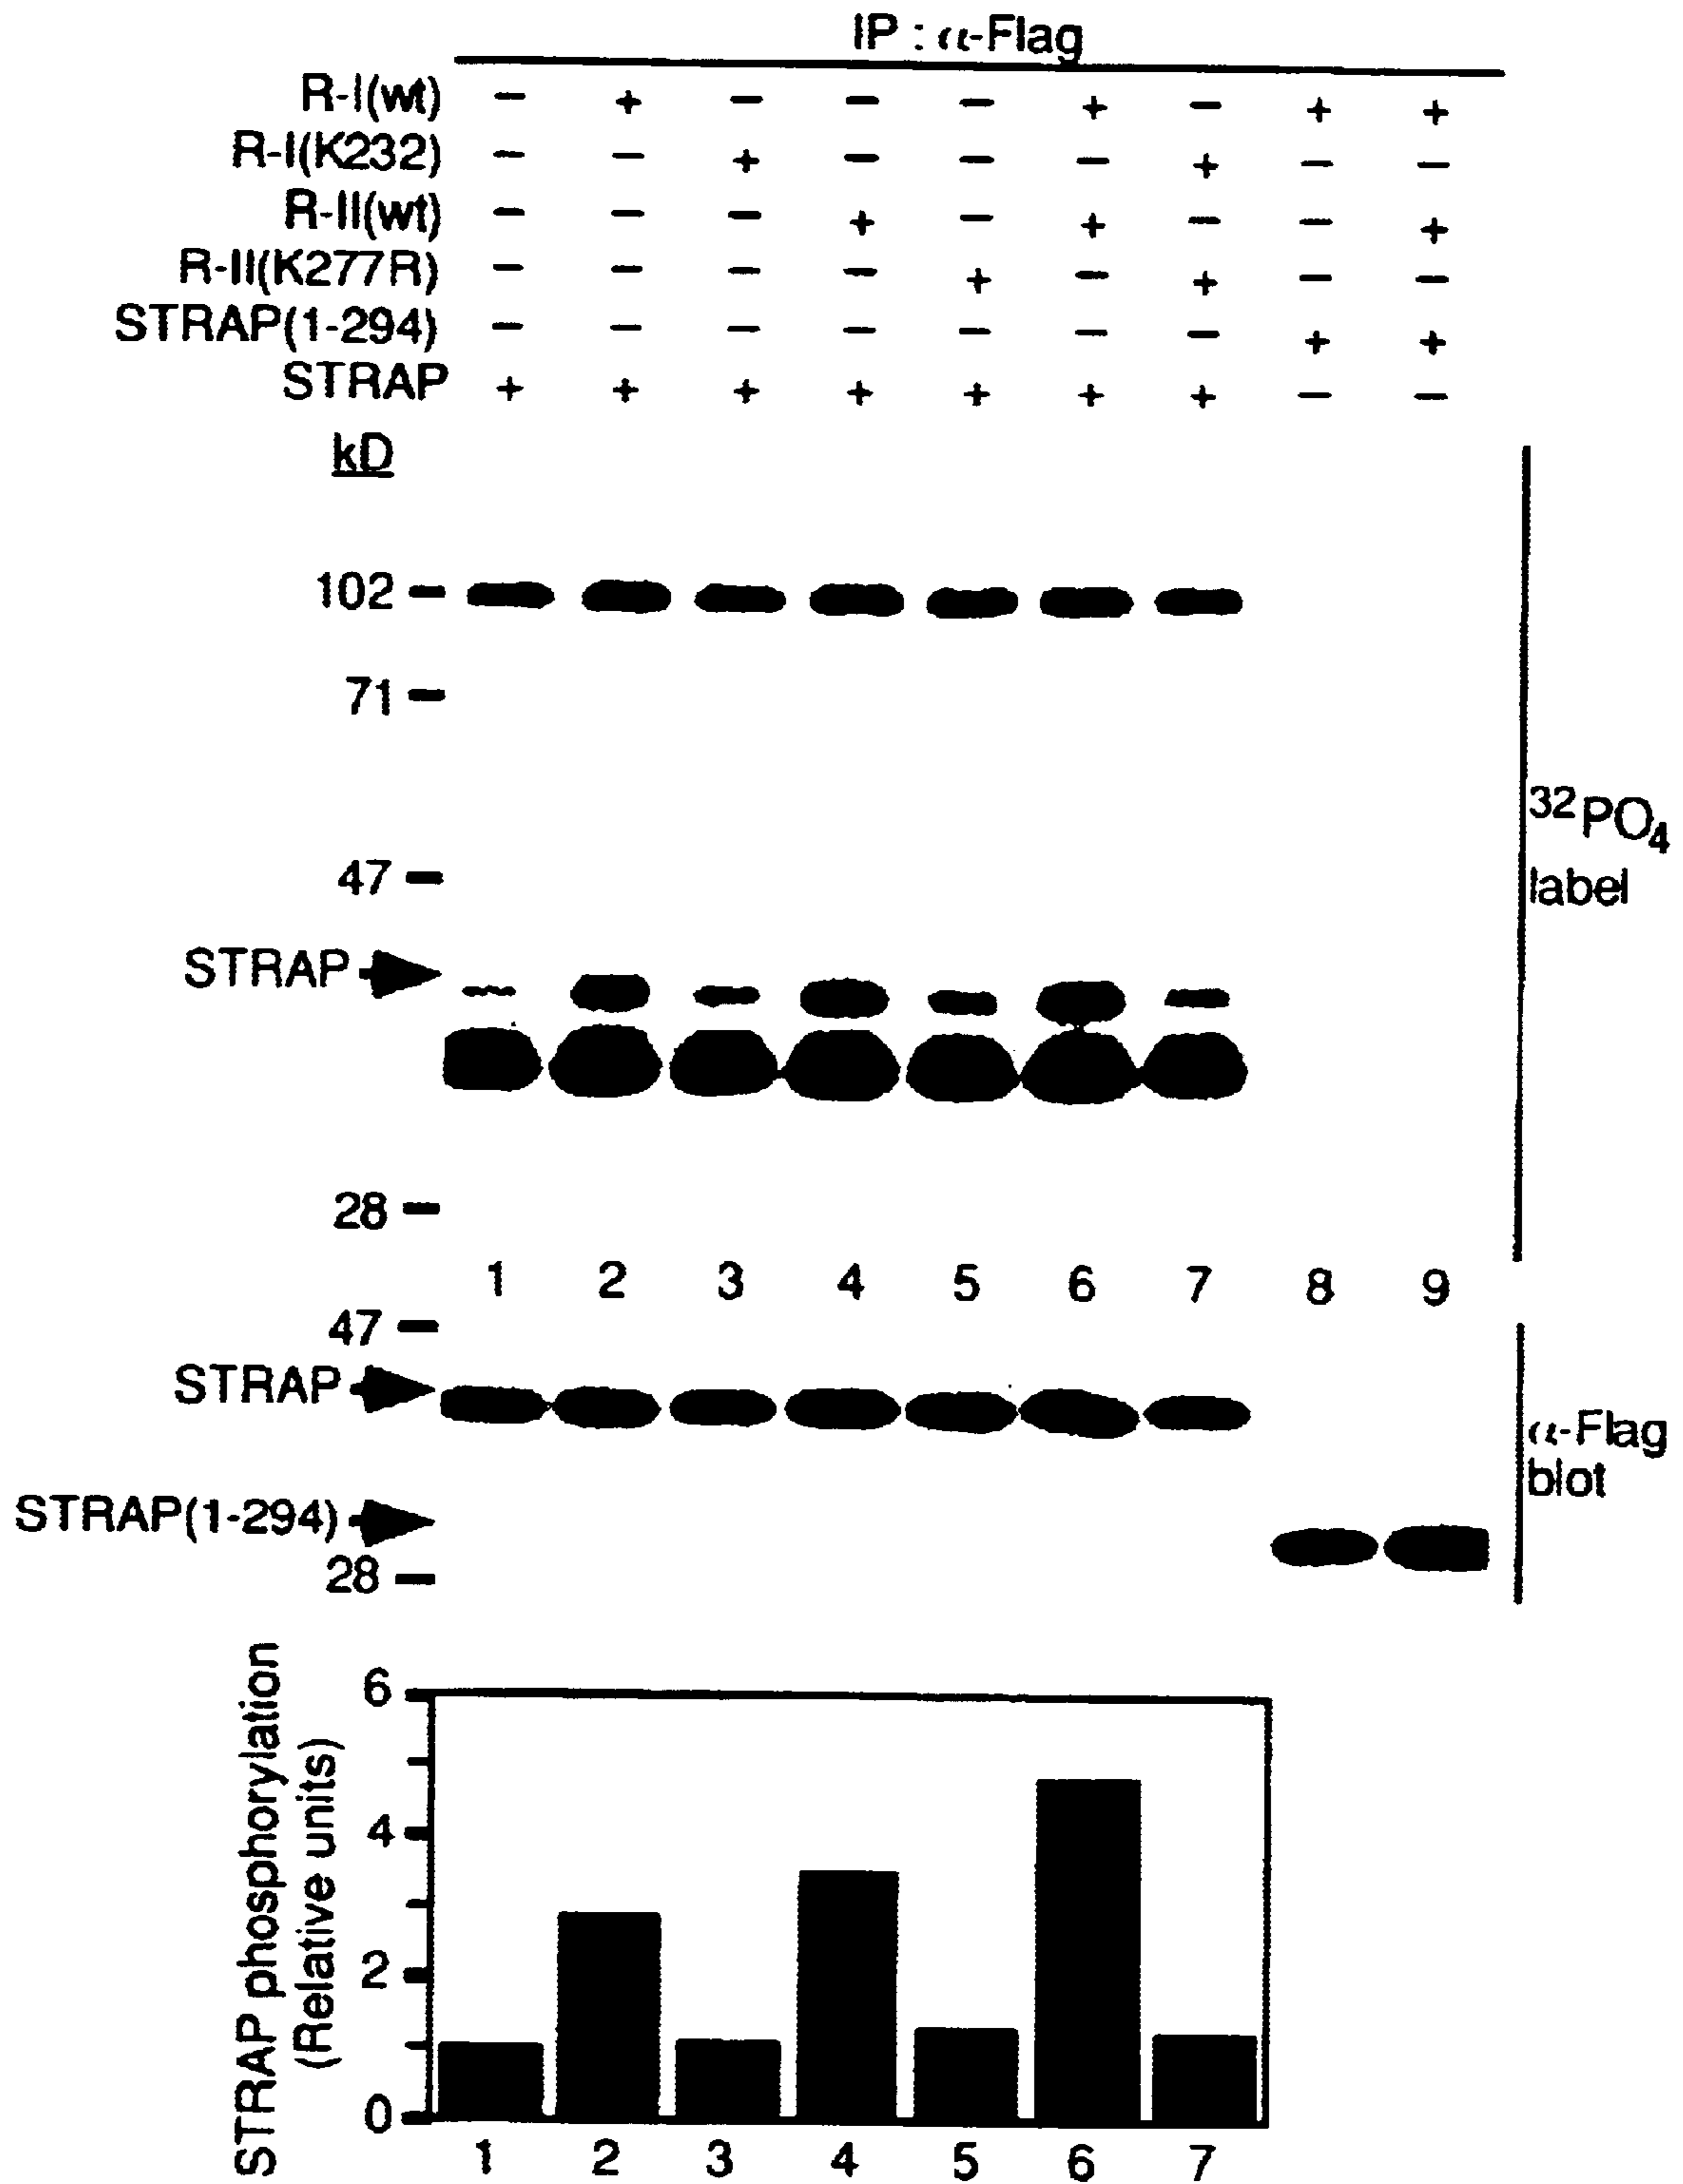 IP : α-Flag
R-I(wt) − + − − − + − + +
R-I(K232) − − + − − − + − −
R-II(wt) − − − + − + − − +
R-II(K277R) − − − − + − + − −
STRAP(1-294) − − − − − − − + +
STRAP + + + + + + + − −
kD
102
71
47
STRAP
28
32PO4
label
1 2 3 4 5 6 7 8 9
47
STRAP
STRAP(1-294)
28
α-Flag
blot
STRAP phosphorylation
(Relative units)
6
4
2
0
1 2 3 4 5 6 7